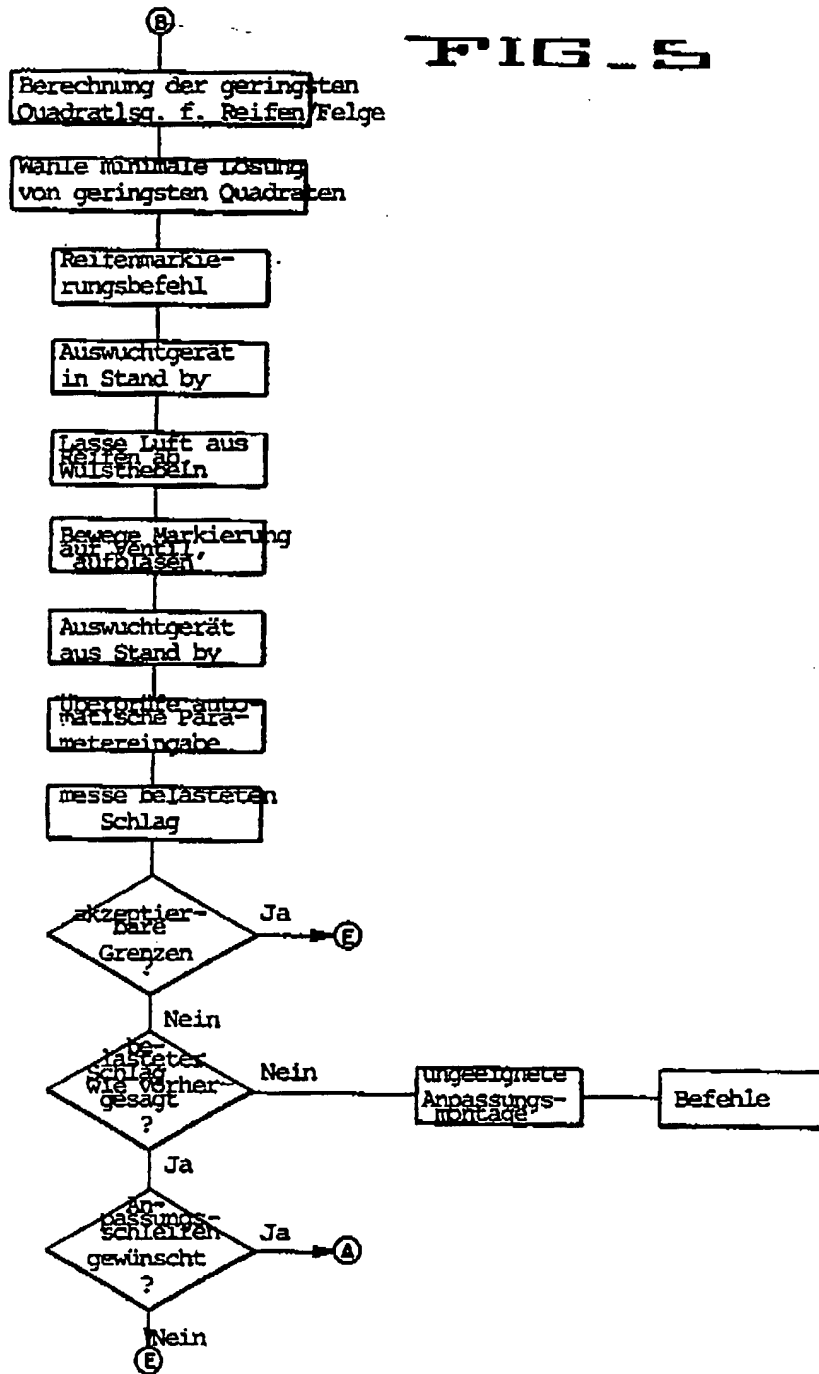 B
FIG_5
Berechnung der geringsten
Quadratlsg. f. Reifen/Felge
Wähle minimale Lösung
von geringsten Quadraten
Reifenmarkie-
rungsbefehl
Auswuchtgerät
in Stand by
Lasse Luft aus
Reifen ab,
Wulsthebeln
Bewege Markierung
auf Ventil,
aufblasen
Auswuchtgerät
aus Stand by
Überprüfe auto-
matische Para-
metereingabe
messe belasteten
Schlag
akzeptier-
bare
Grenzen
?
Ja
E
Nein
be-
lasteter
Schlag
wie vorher-
gesagt
?
Nein
ungeeignete
Anpassungs-
montage
Befehle
Ja
An-
passungs-
schleifen
gewünscht
?
Ja
A
Nein
E